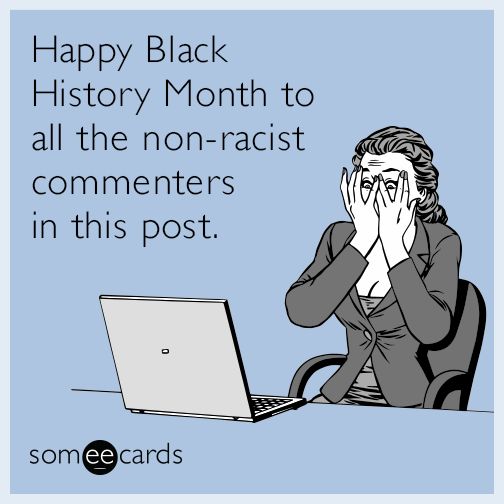 Happy Black
History Month to
all the non-racist
commenters
in this post.
someecards